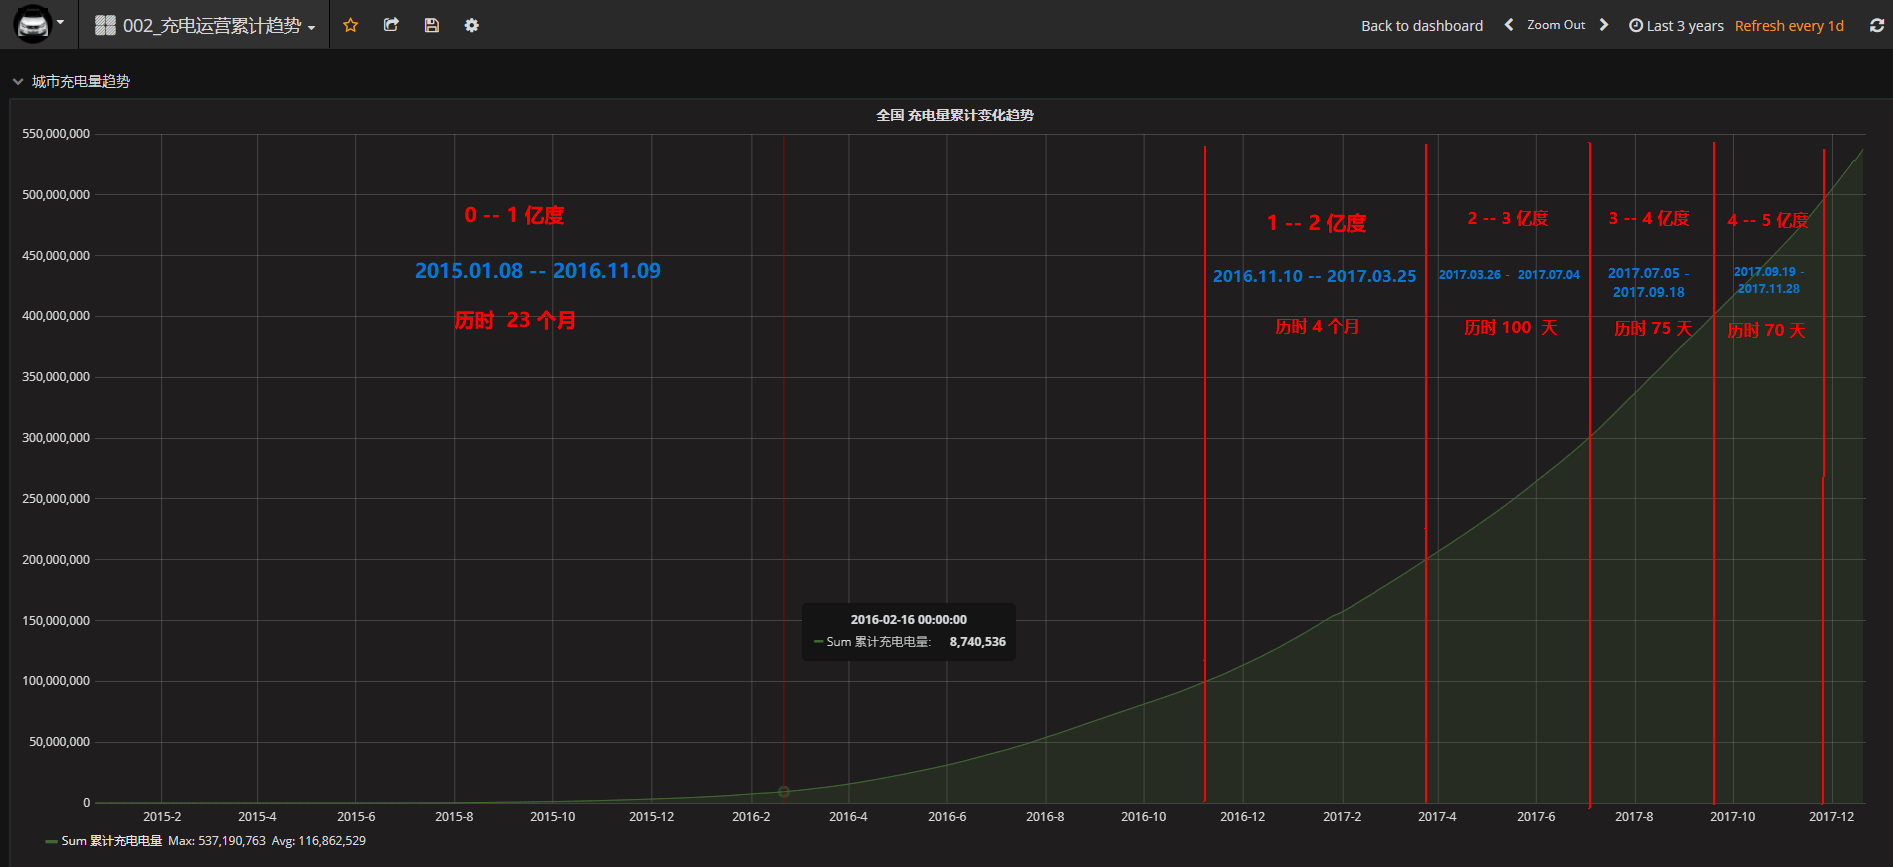 002_充电运营累计趋势
Back to dashboard
Zoom Out
Last 3 years
Refresh every 1d
城市充电量趋势
全国 充电量累计变化趋势
550,000,000
500,000,000
450,000,000
400,000,000
350,000,000
300,000,000
250,000,000
200,000,000
150,000,000
100,000,000
50,000,000
0
0 -- 1 亿度
2015.01.08 -- 2016.11.09
历时 23 个月
1 -- 2 亿度
2016.11.10 -- 2017.03.25
历时 4 个月
2 -- 3 亿度
2017.03.26 - 2017.07.04
历时 100 天
3 -- 4 亿度
2017.07.05 -
2017.09.18
历时 75 天
4 -- 5 亿度
2017.09.19 -
2017.11.28
历时 70 天
2016-02-16 00:00:00
Sum 累计充电电量: 8,740,536
2015-2 2015-4 2015-6 2015-8 2015-10 2015-12 2016-2 2016-4 2016-6 2016-8 2016-10 2016-12 2017-2 2017-4 2017-6 2017-8 2017-10 2017-12
Sum 累计充电电量 Max: 537,190,763 Avg: 116,862,529